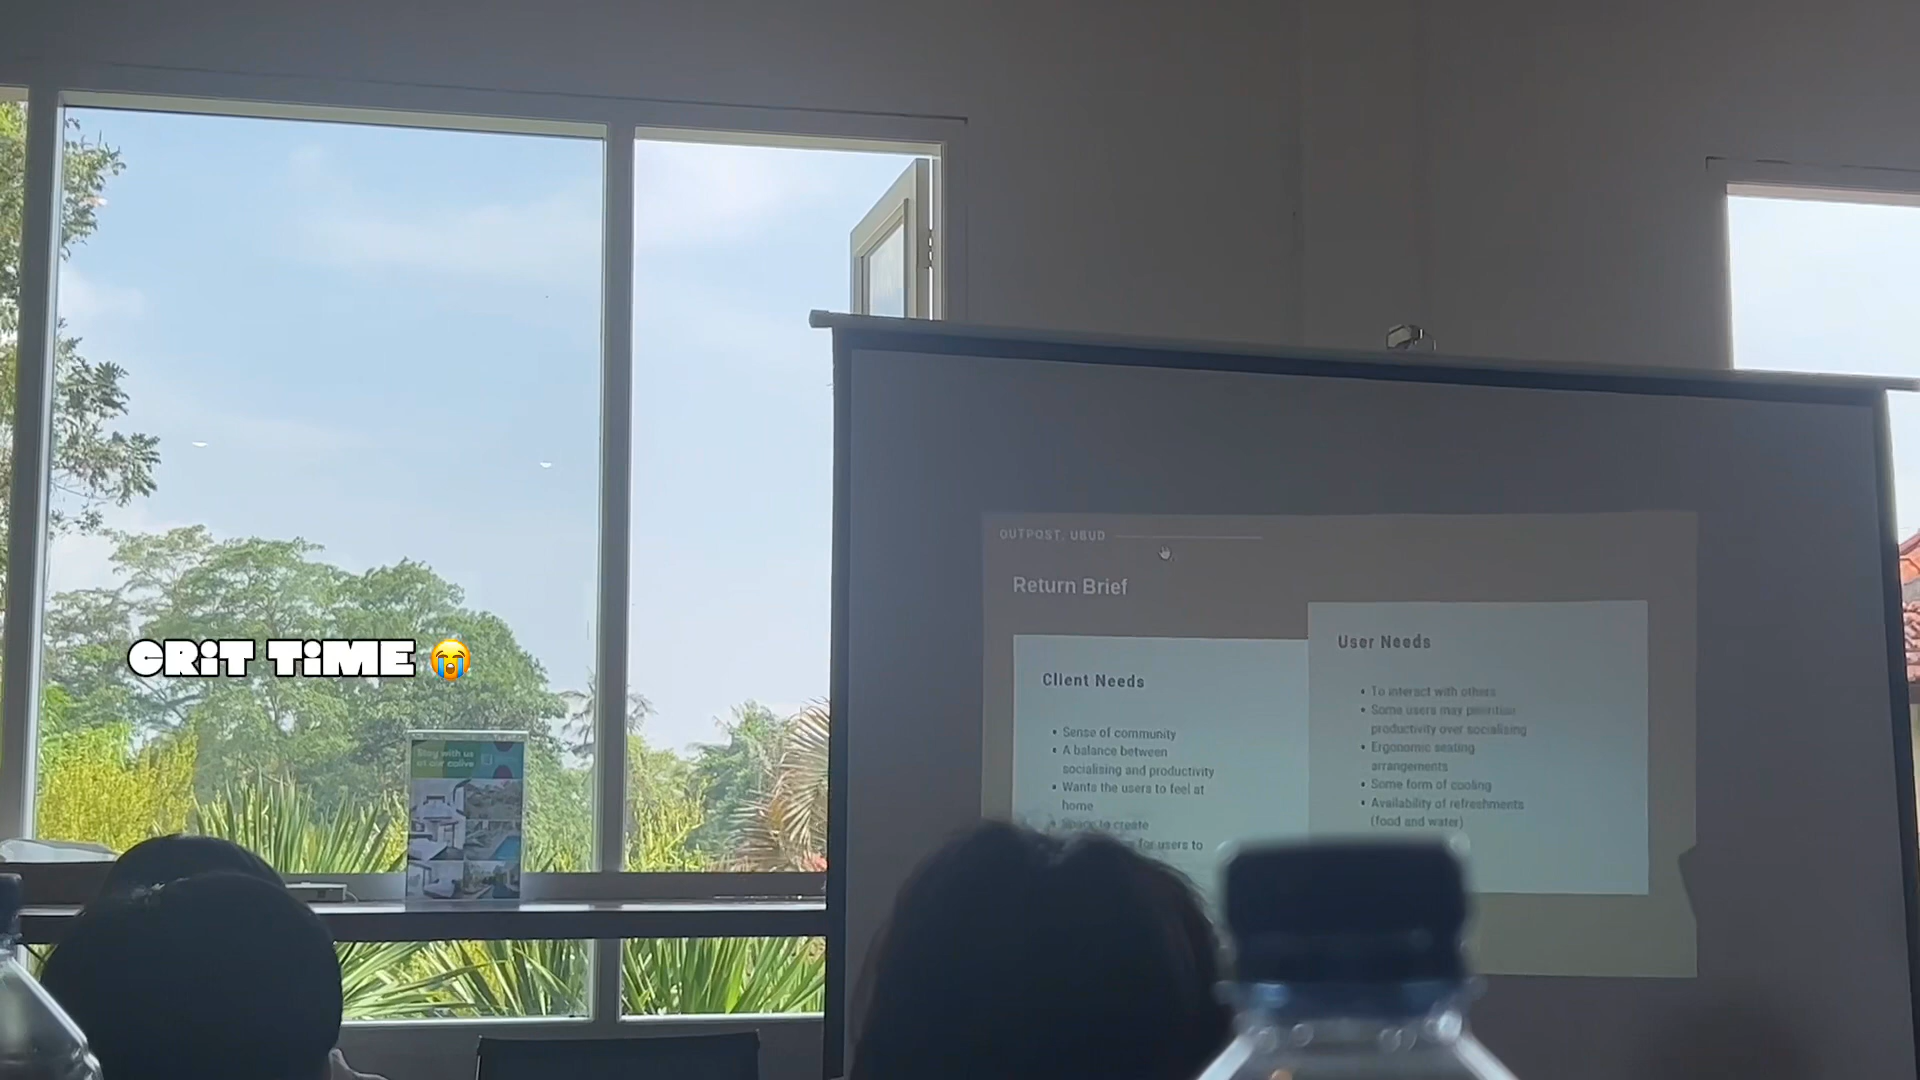 CRiT TiME 😭
Stay with us
at our colive
OUTPOST, UBUD
Return Brief
Client Needs
• Sense of community
• A balance between
socialising and productivity
• Wants the users to feel at
home
• Space to create
for users to
User Needs
• To interact with others
• Some users may prioritise
productivity over socialising
• Ergonomic seating
arrangements
• Some form of cooling
• Availability of refreshments
(food and water)